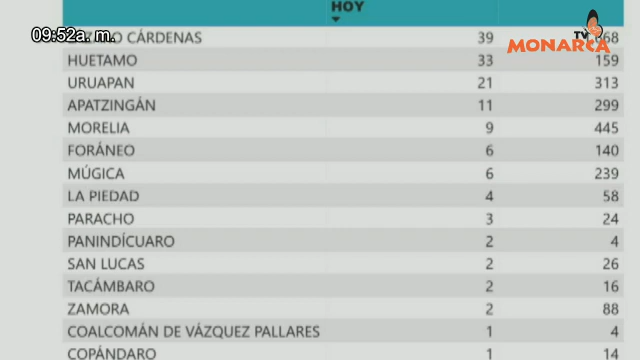 HOY
09:52a. m.
TV
MONARCA
CÁRDENAS 39
HUETAMO 33 159
URUAPAN 21 313
APATZINGÁN 11 299
MORELIA 9 445
FORÁNEO 6 140
MÚGICA 6 239
LA PIEDAD 4 58
PARACHO 3 24
PANINDÍCUARO 2 4
SAN LUCAS 2 26
TACÁMBARO 2 16
ZAMORA 2 88
COALCOMÁN DE VÁZQUEZ PALLARES 1 4
COPÁNDARO 1 14